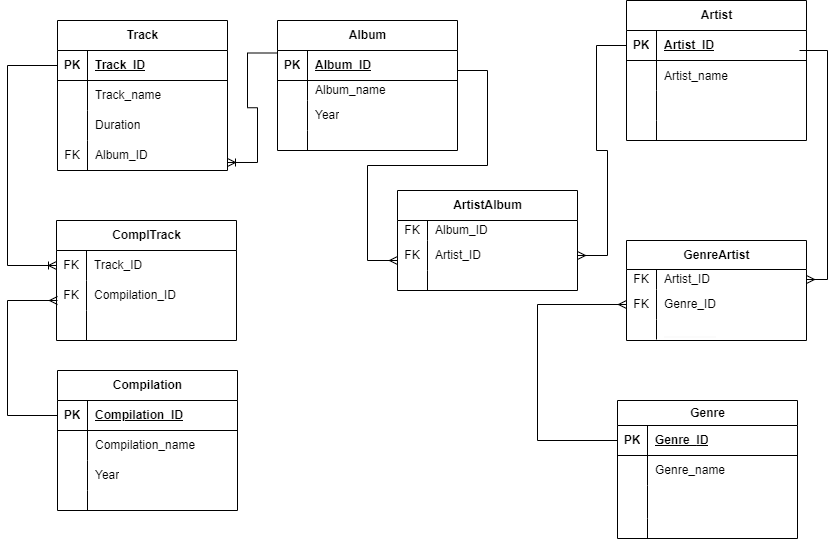 Track
PK Track_ID
Track_name
Duration
FK Album_ID
Album
PK Album_ID
Album_name
Year
Artist
PK Artist_ID
Artist_name
ArtistAlbum
FK Album_ID
FK Artist_ID
ComplTrack
FK Track_ID
FK Compilation_ID
GenreArtist
FK Artist_ID
FK Genre_ID
Compilation
PK Compilation_ID
Compilation_name
Year
Genre
PK Genre_ID
Genre_name